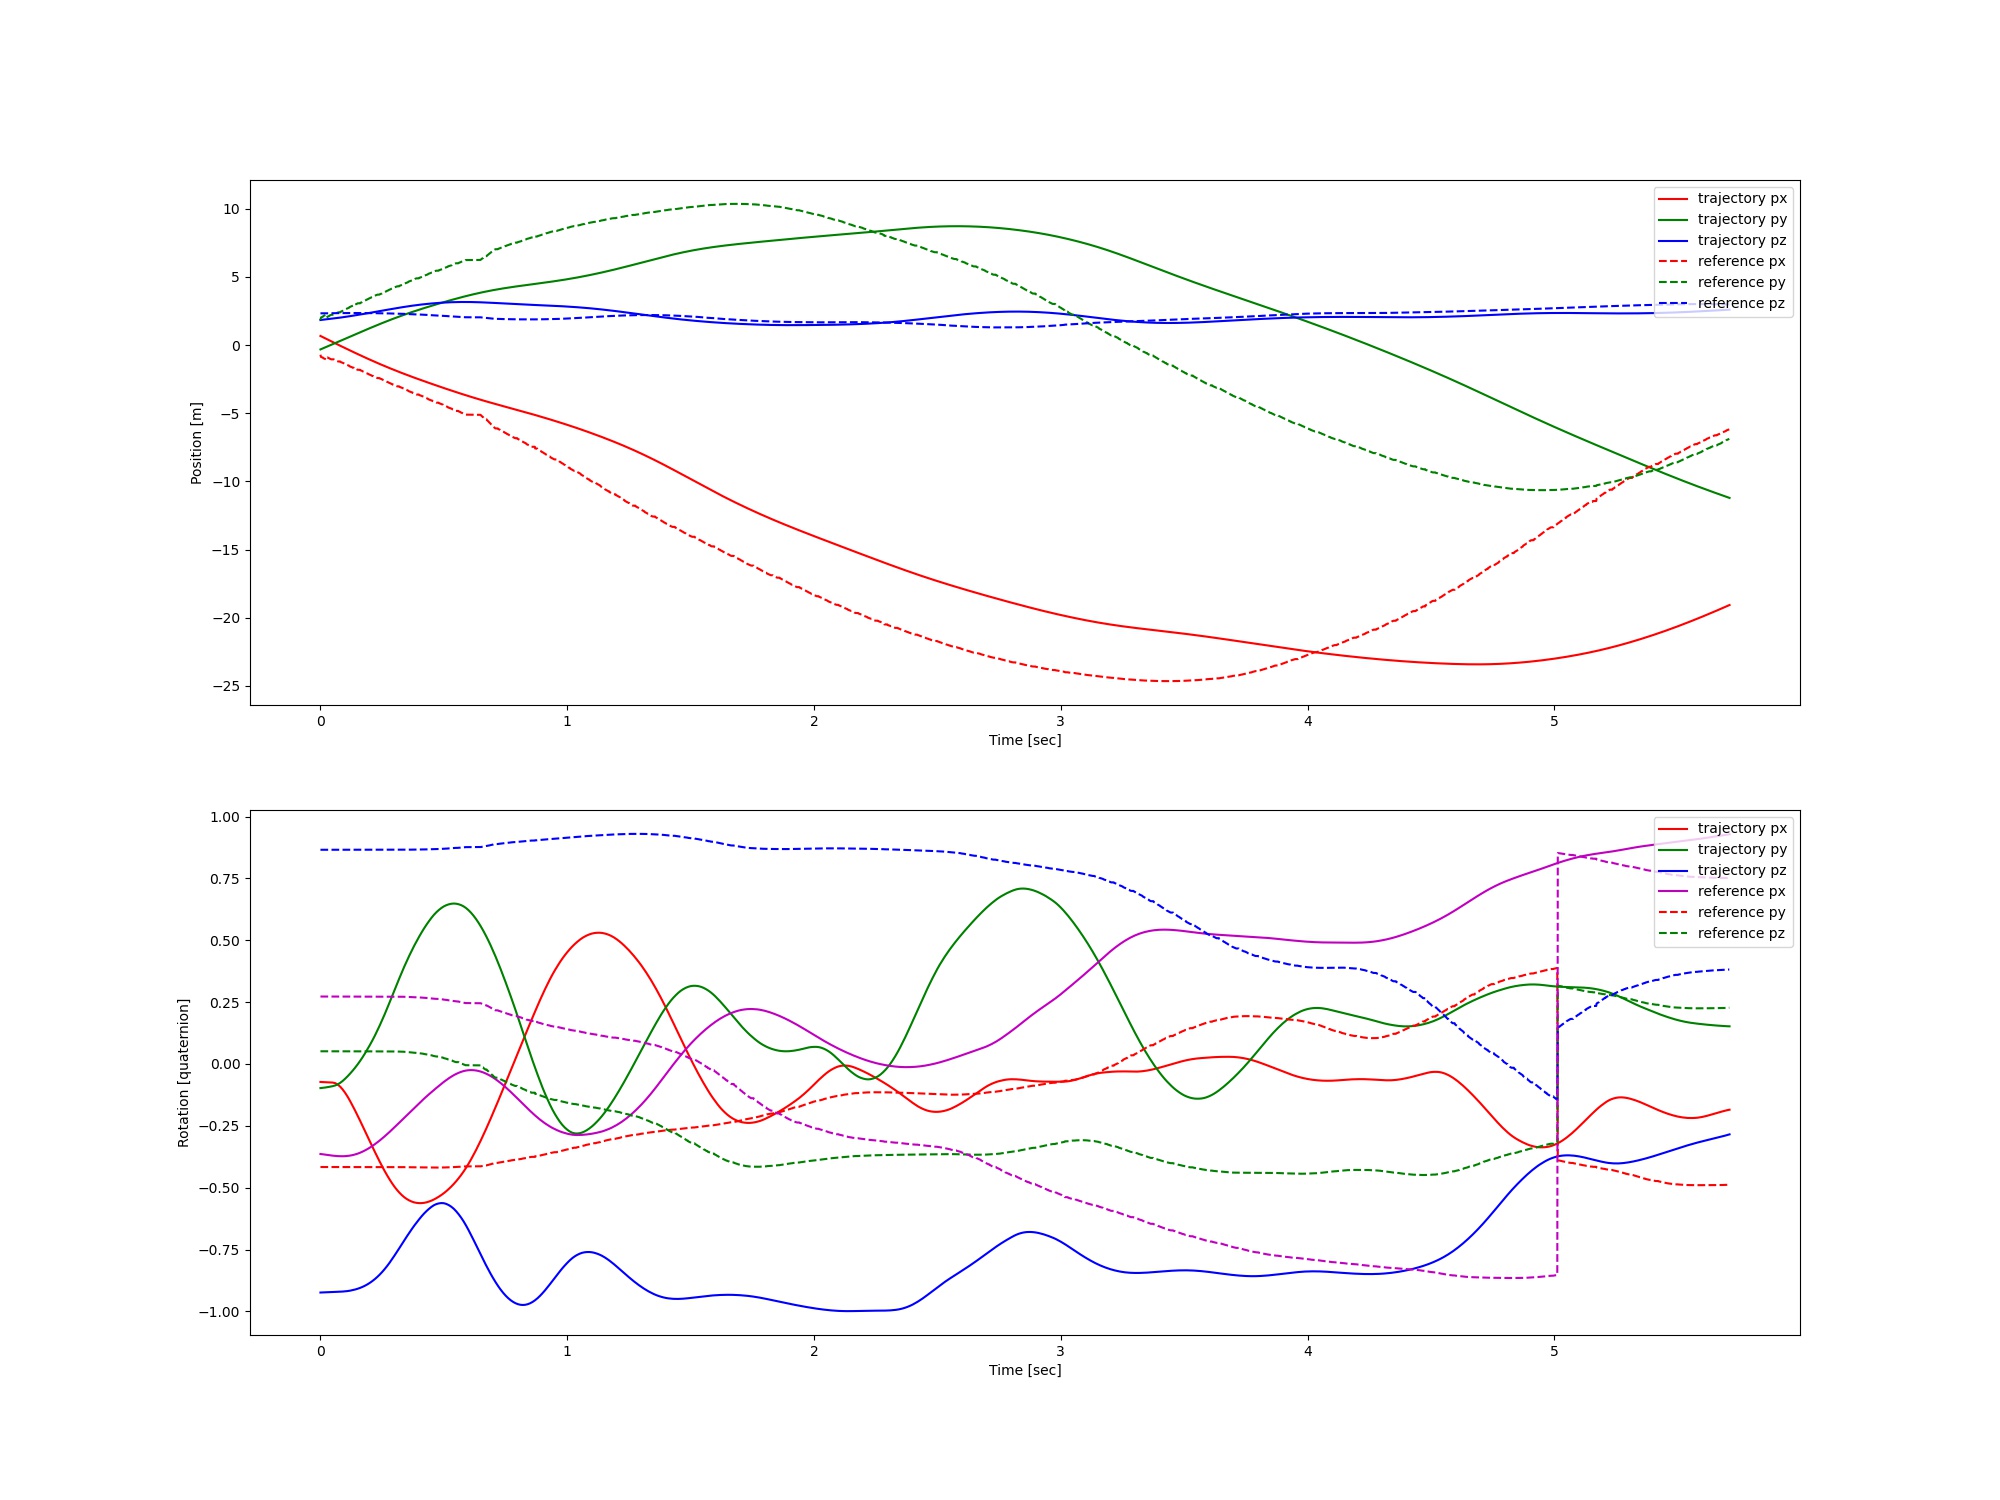 10
5
0
−5
−10
−15
−20
−25
Position [m]
trajectory px
trajectory py
trajectory pz
reference px
reference py
reference pz
0 1 2 3 4 5
Time [sec]
1.00
0.75
0.50
0.25
0.00
−0.25
−0.50
−0.75
−1.00
Rotation [quaternion]
trajectory px
trajectory py
trajectory pz
reference px
reference py
reference pz
0 1 2 3 4 5
Time [sec]